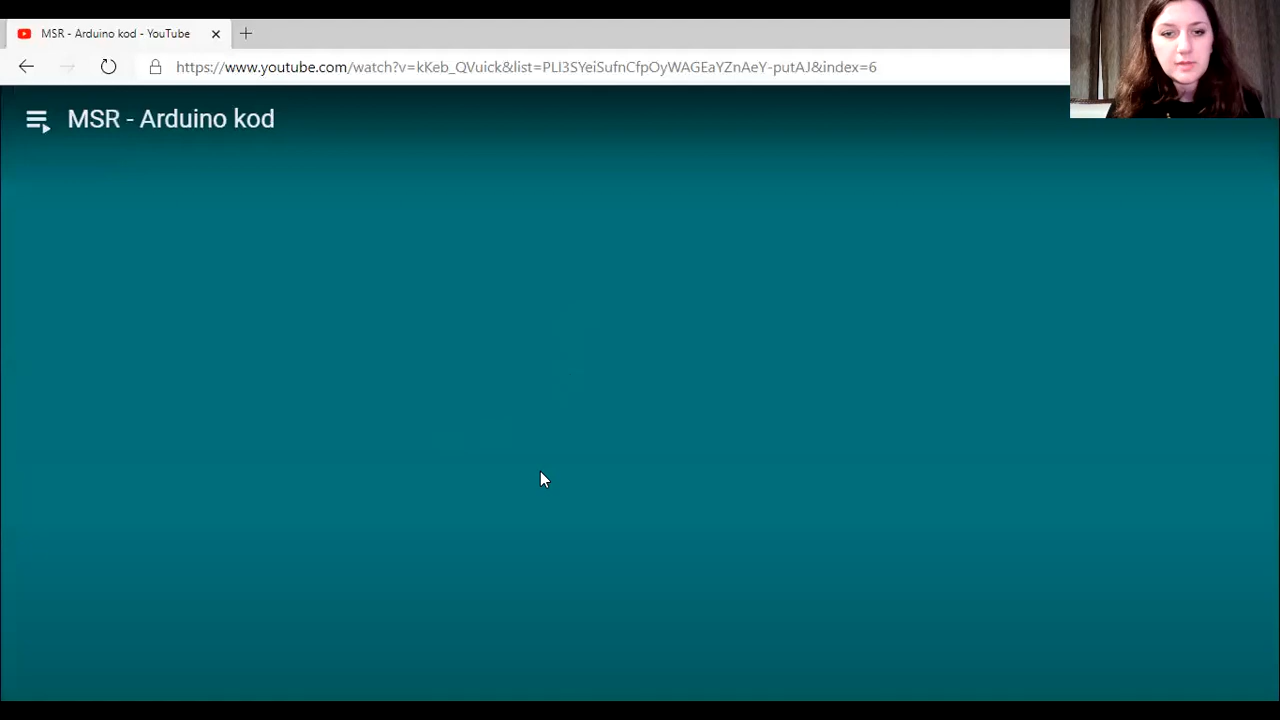 MSR - Arduino kod - YouTube
https://www.youtube.com/watch?v=kKeb_QVuick&list=PLI3SYeiSufnCfpOyWAGEaYZnAeY-putAJ&index=6
MSR - Arduino kod